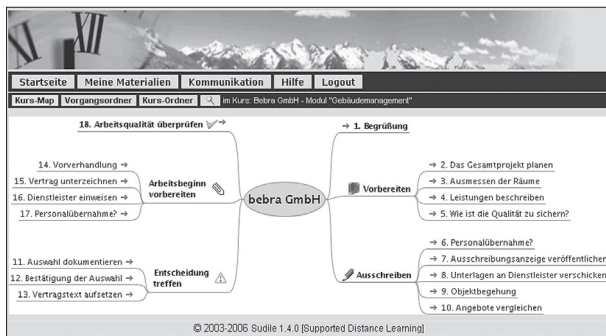 XI XII
Startseite Meine Materialien Kommunikation Hilfe Logout
Kurs-Map Vorgangsordner Kurs-Ordner im Kurs: Bebra GmbH - Modul "Gebäudemanagement"
18. Arbeitsqualität überprüfen
14. Vorverhandlung
15. Vertrag unterzeichnen
16. Dienstleister einweisen
17. Personalübernahme?
Arbeitsbeginn
vorbereiten
11. Auswahl dokumentieren
12. Bestätigung der Auswahl
13. Vertragstext aufsetzen
Entscheidung
treffen
bebra GmbH
1. Begrüßung
Vorbereiten
2. Das Gesamtprojekt planen
3. Ausmessen der Räume
4. Leistungen beschreiben
5. Wie ist die Qualität zu sichern?
Ausschreiben
6. Personalübernahme?
7. Ausschreibungsanzeige veröffentlichen
8. Unterlagen an Dienstleister verschicken
9. Objektbegehung
10. Angebote vergleichen
© 2003-2006 Sudile 1.4.0 [Supported Distance Learning]